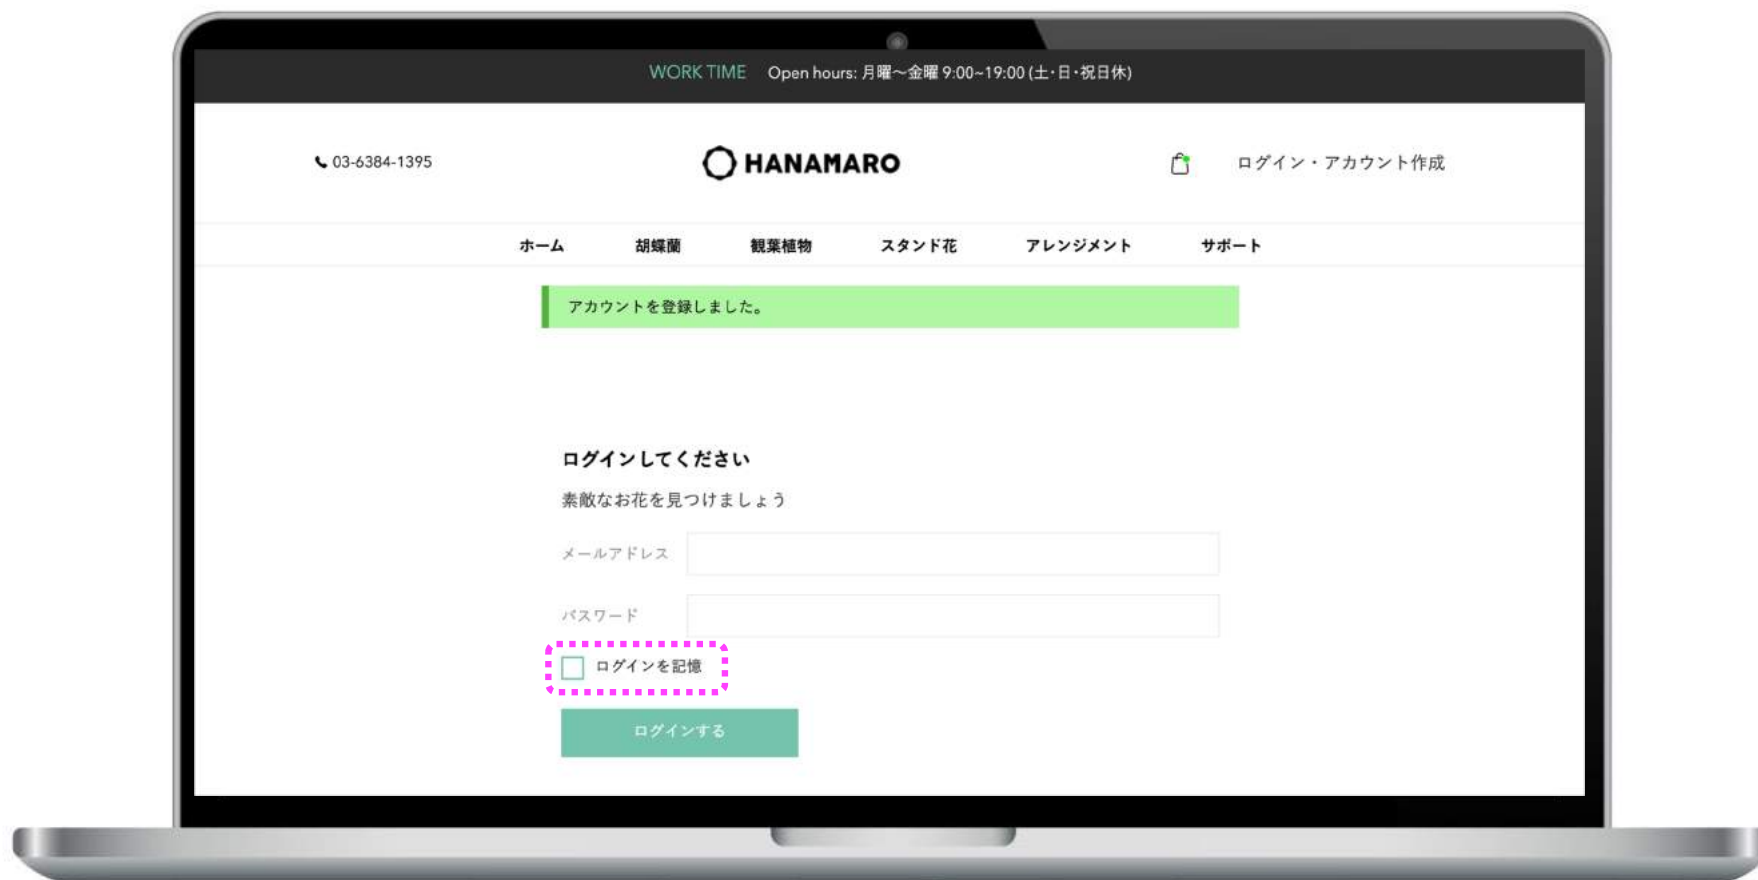 WORK TIME Open hours: 月曜〜金曜 9:00~19:00 (土・日・祝日休)
03-6384-1395
HANAMARO
ログイン・アカウント作成
ホーム 胡蝶蘭 観葉植物 スタンド花 アレンジメント サポート
アカウントを登録しました。
ログインしてください
素敵なお花を見つけましょう
メールアドレス
パスワード
ログインを記憶
ログインする